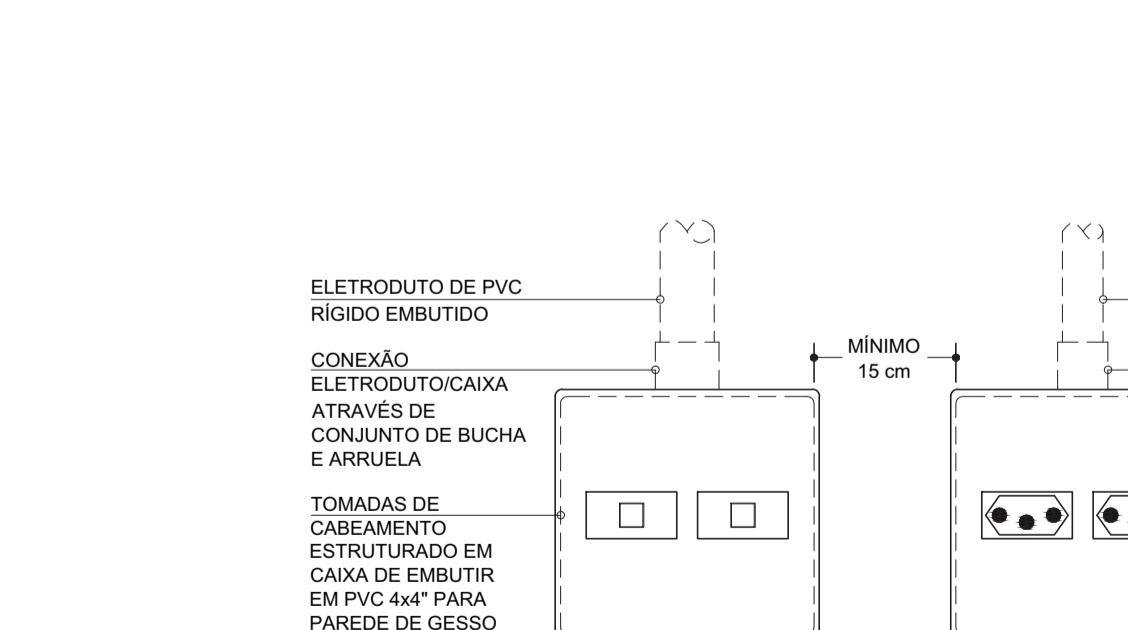 ELETRODUTO DE PVC
RÍGIDO EMBUTIDO
CONEXÃO
ELETRODUTO/CAIXA
ATRAVÉS DE
CONJUNTO DE BUCHA
E ARRUELA
MÍNIMO
15 cm
TOMADAS DE
CABEAMENTO
ESTRUTURADO EM
CAIXA DE EMBUTIR
EM PVC 4x4" PARA
PAREDE DE GESSO